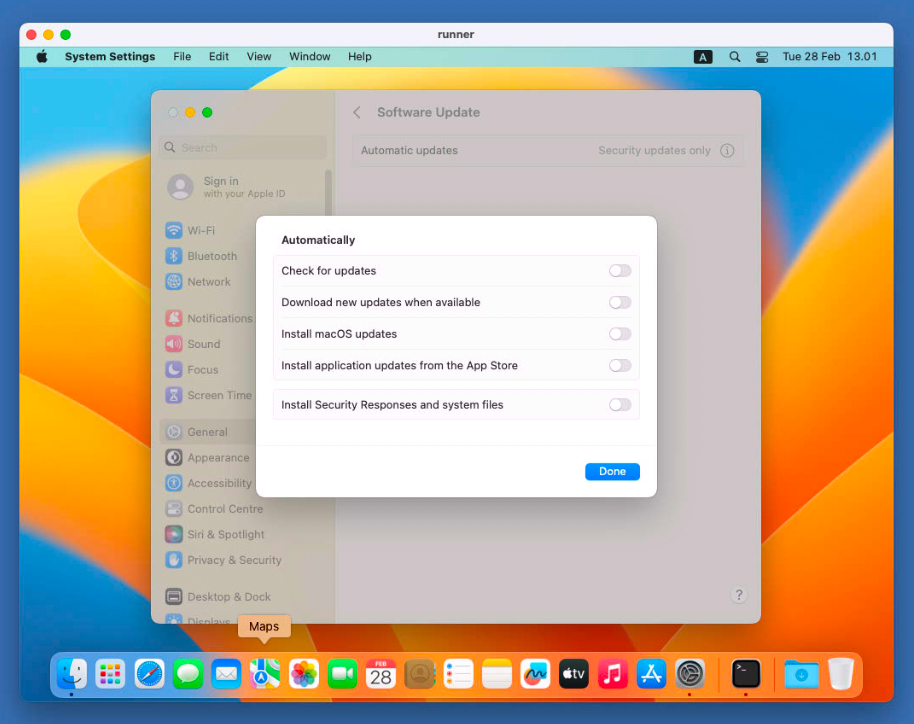 runner
System Settings File Edit View Window Help A Tue 28 Feb 13.01
Software Update
Search
Automatic updates Security updates only
Sign in
with your Apple ID
Wi-Fi
Bluetooth
Network
Notifications
Sound
Focus
Screen Time
General
Appearance
Accessibility
Control Centre
Siri & Spotlight
Privacy & Security
Desktop & Dock
Displays
Automatically
Check for updates
Download new updates when available
Install macOS updates
Install application updates from the App Store
Install Security Responses and system files
Done
?
Maps
FEB
28
tv
>_